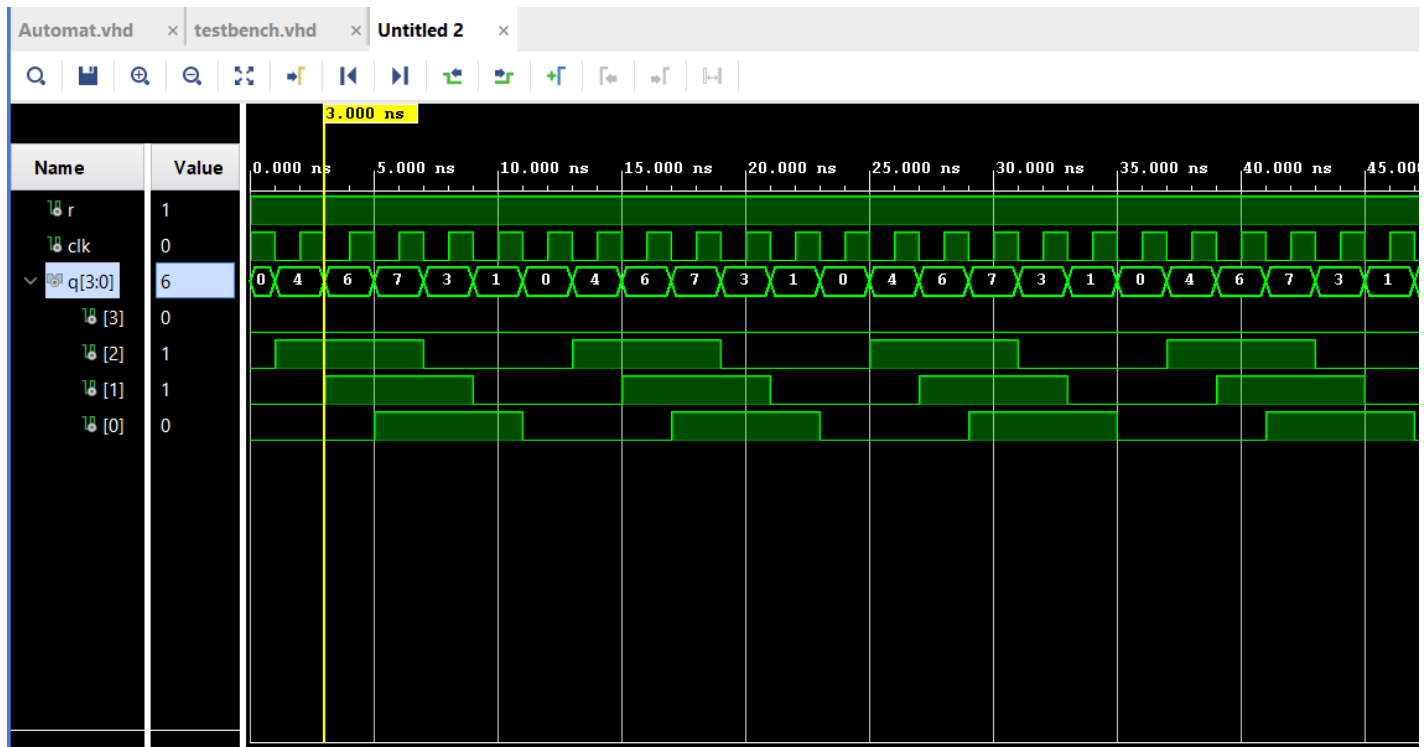 Automat.vhd × testbench.vhd × Untitled 2 ×
3.000 ns
Name Value 0.000 ns 5.000 ns 10.000 ns 15.000 ns 20.000 ns 25.000 ns 30.000 ns 35.000 ns 40.000 ns 45.00
r 1
clk 0
q[3:0] 6 0 4 6 7 3 1 0 4 6 7 3 1 0 4 6 7 3 1 0 4 6 7 3 1
[3] 0
[2] 1
[1] 1
[0] 0